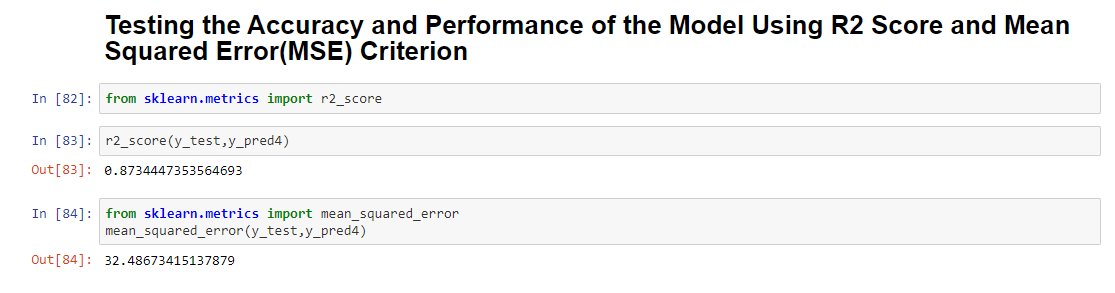 Testing the Accuracy and Performance of the Model Using R2 Score and Mean
Squared Error(MSE) Criterion
In [82]: from sklearn.metrics import r2_score
In [83]: r2_score(y_test,y_pred4)
Out[83]: 0.8734447353564693
In [84]: from sklearn.metrics import mean_squared_error
mean_squared_error(y_test,y_pred4)
Out[84]: 32.48673415137879